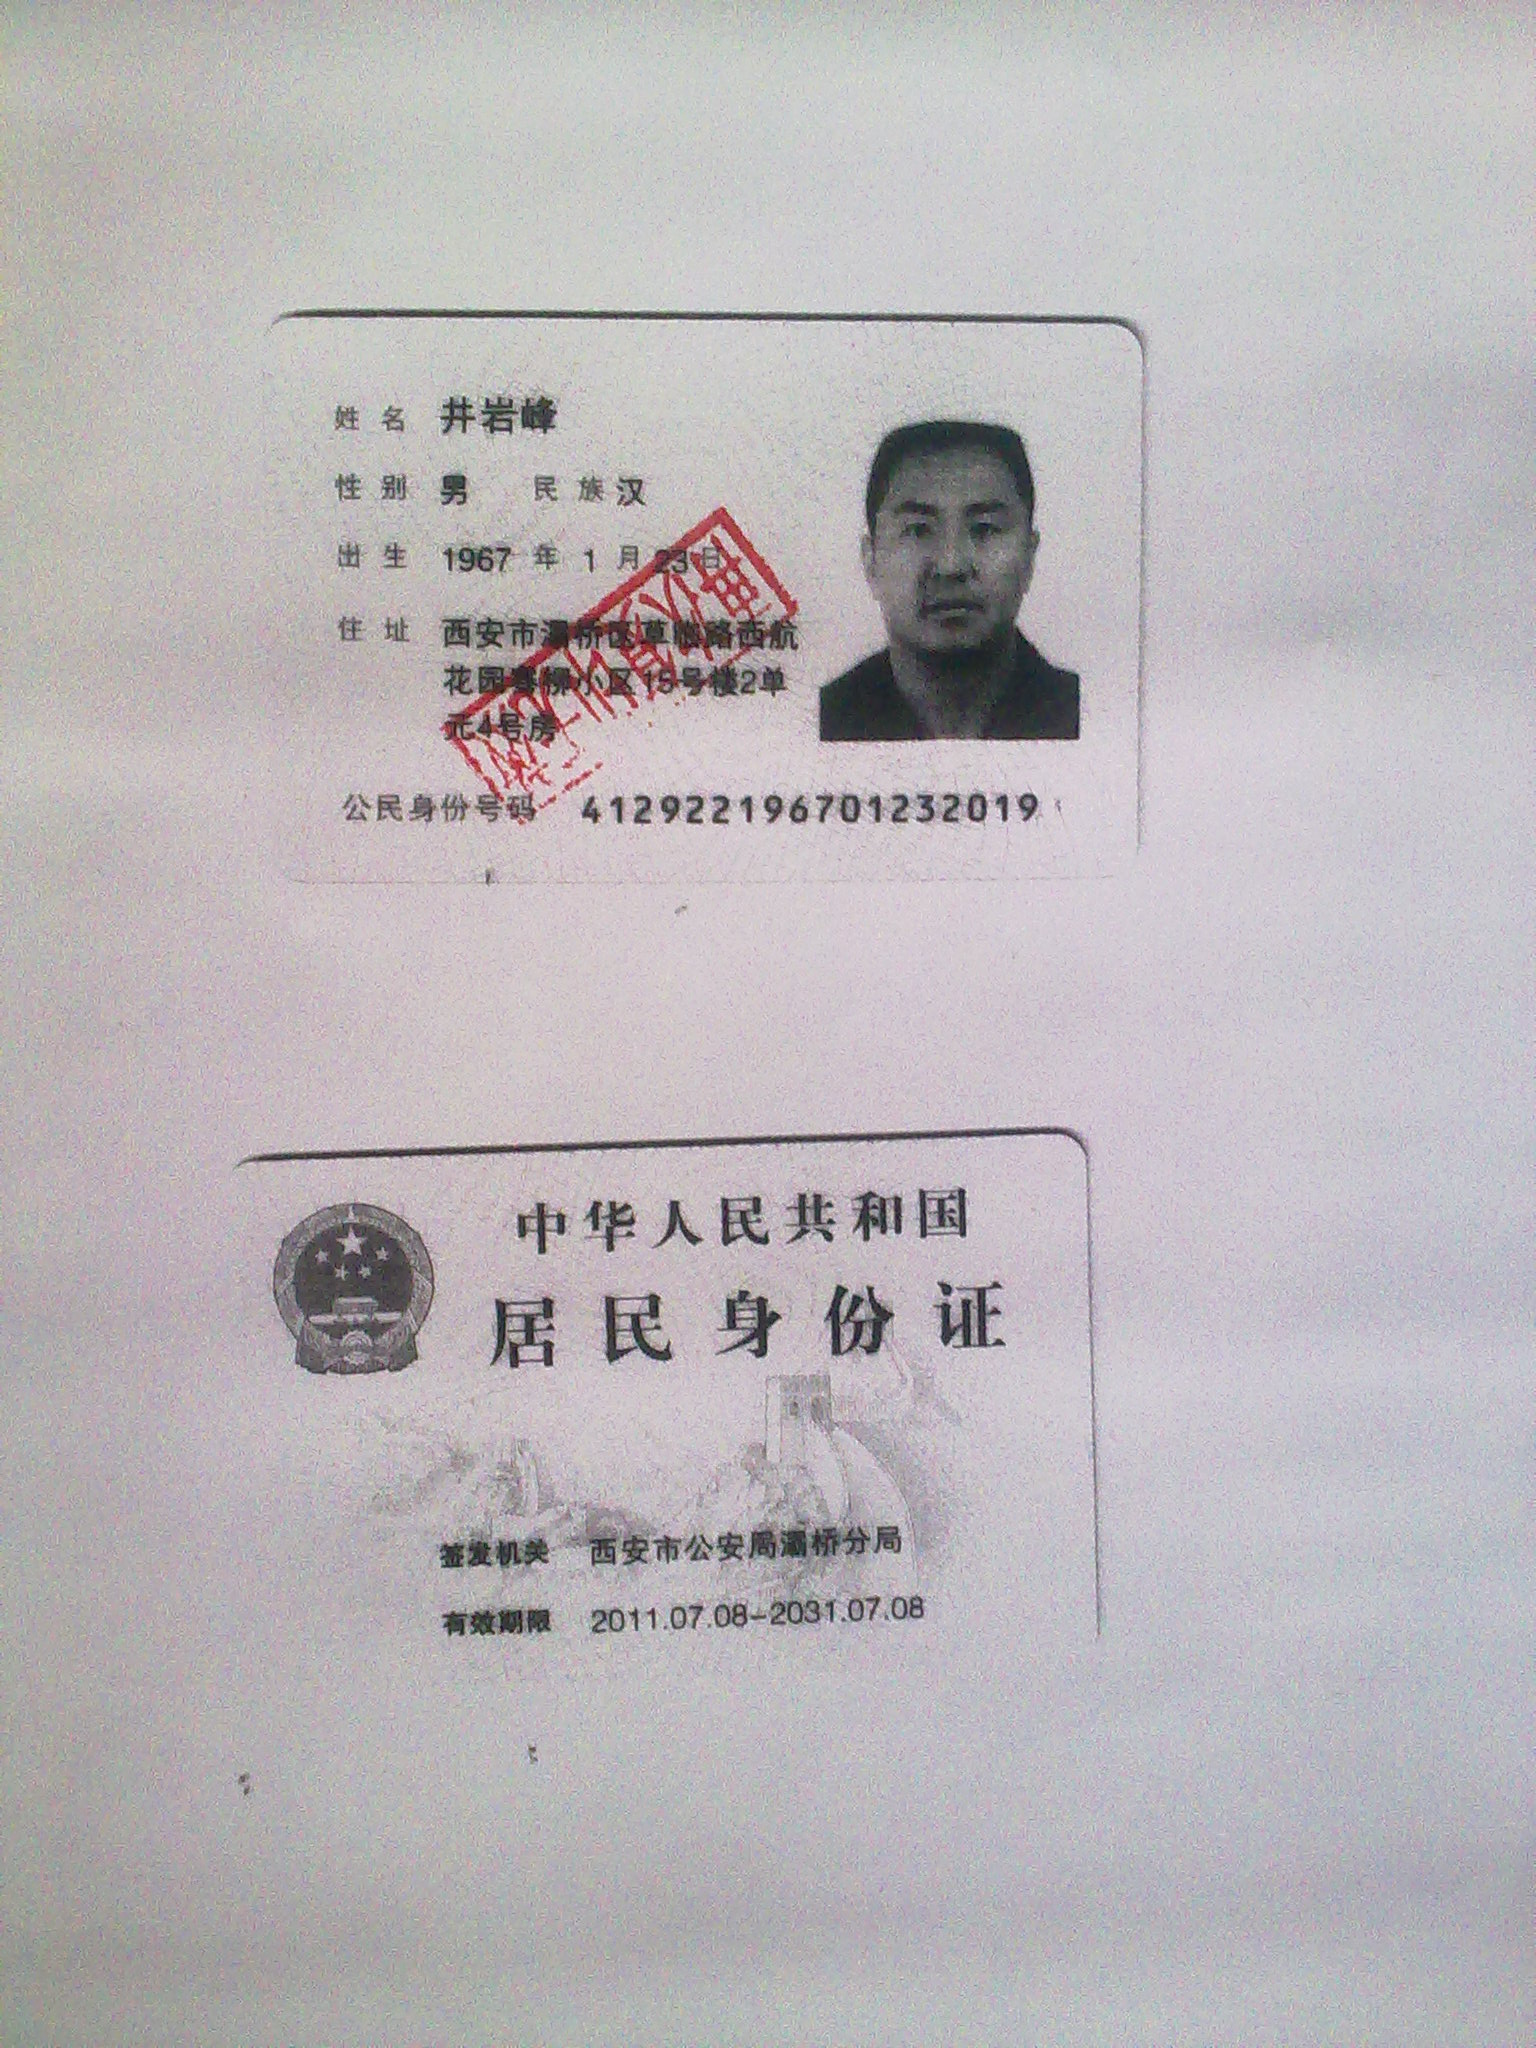 姓名 井岩峰
性别 男 民族 汉
出生 1967 年 1 月 23 日
住址 西安市灞桥区草临路西航
花园春柳小区15号楼2单
元4号房
公民身份号码 412922196701232019
中华人民共和国
居民身份证
签发机关 西安市公安局灞桥分局
有效期限 2011.07.08-2031.07.08